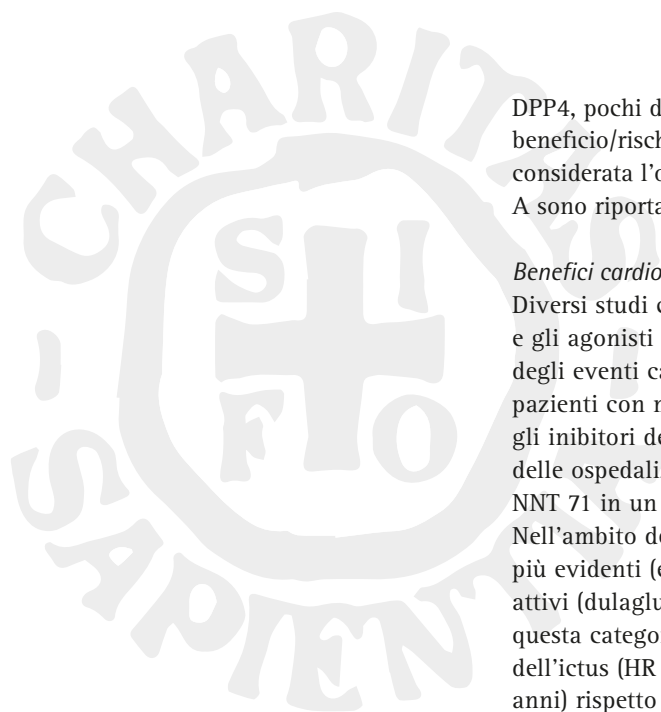 CHARITAS
SAPIENTIA
S I
F O
DPP4, pochi d
beneficio/risch
considerata l'o
A sono riporta
Benefici cardio
Diversi studi c
e gli agonisti
degli eventi ca
pazienti con r
gli inibitori de
delle ospedali
NNT 71 in un
Nell'ambito de
più evidenti (e
attivi (dulaglu
questa catego
dell'ictus (HR
anni) rispetto